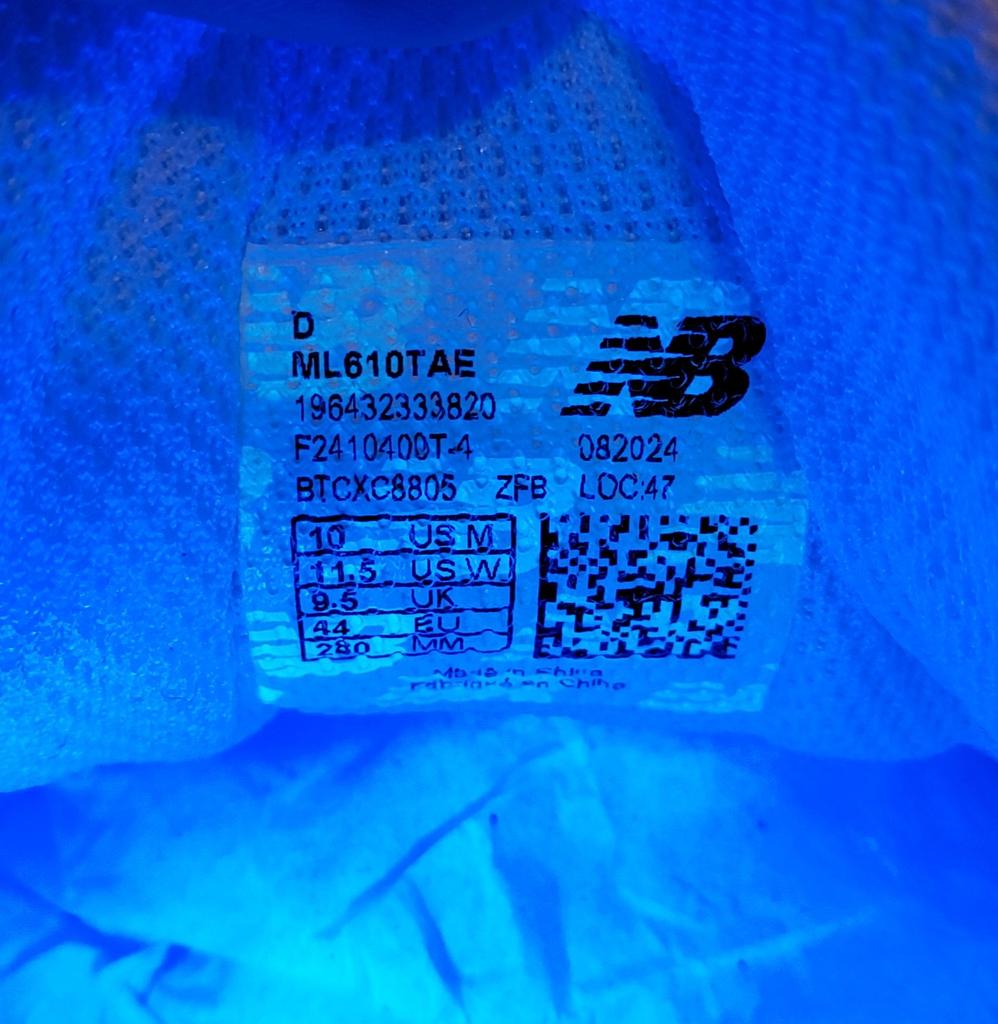 D
ML610TAE
NB
196432333820
F2410400T-4 082024
BTCXC8805 ZFB LOC:47
10 US M
11.5 US W
9.5 UK
44 EU
280 MM
Made in China
Fabriqué en Chine